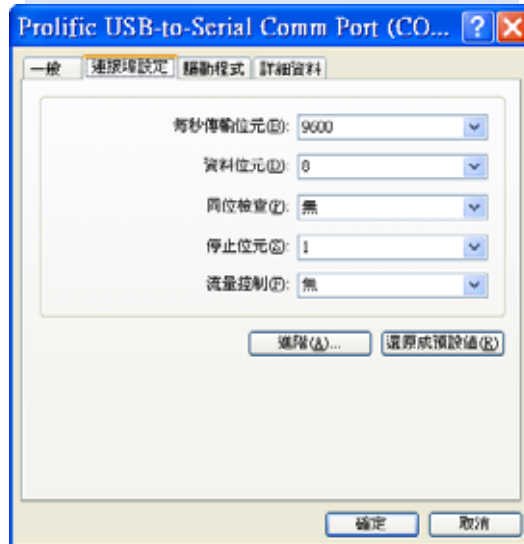 Prolific USB-to-Serial Comm Port (CO...
一般 連接埠設定 驅動程式 詳細資料
每秒傳輸位元(B): 9600
資料位元(D): 8
同位檢查(P): 無
停止位元(S): 1
流量控制(F): 無
進階(A)... 還原成預設值(R)
確定 取消